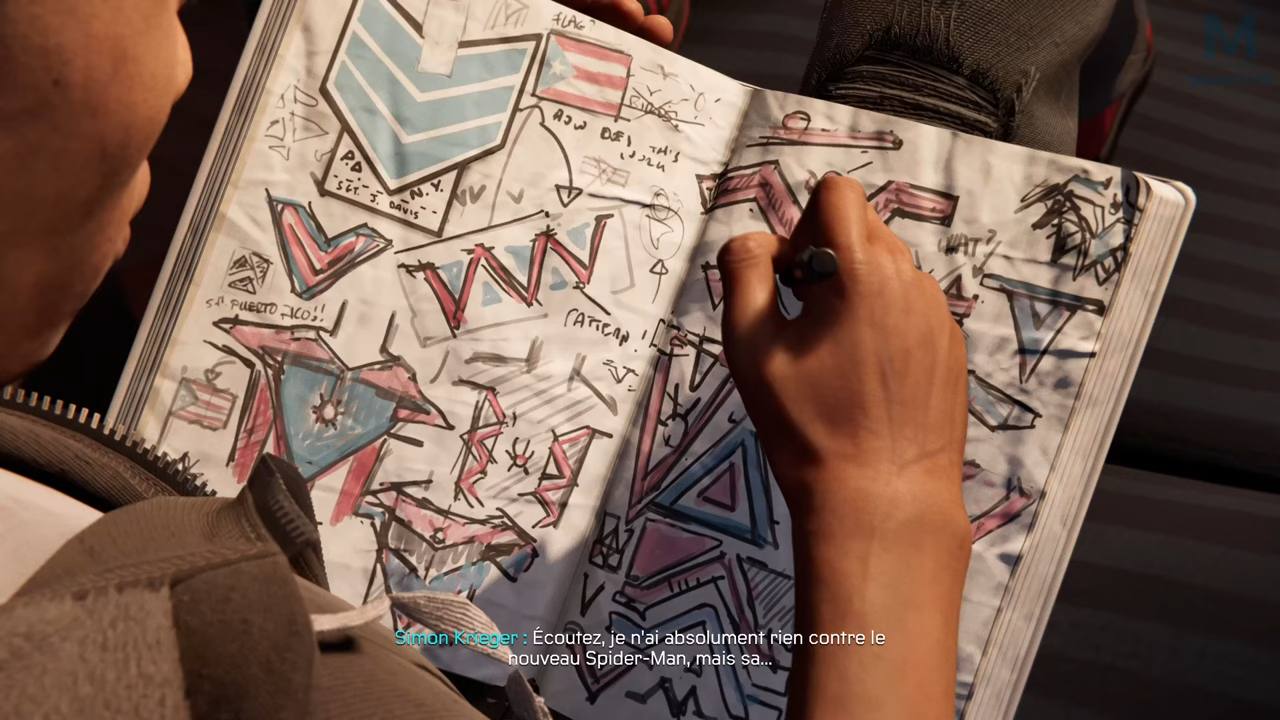 FLAG?
P.D.
N.Y.
SGT. J. DAVIS
WHAT?
PATTERN!
PUERTO RICO!!
Simon Krieger : Écoutez, je n'ai absolument rien contre le
nouveau Spider-Man, mais sa...
M